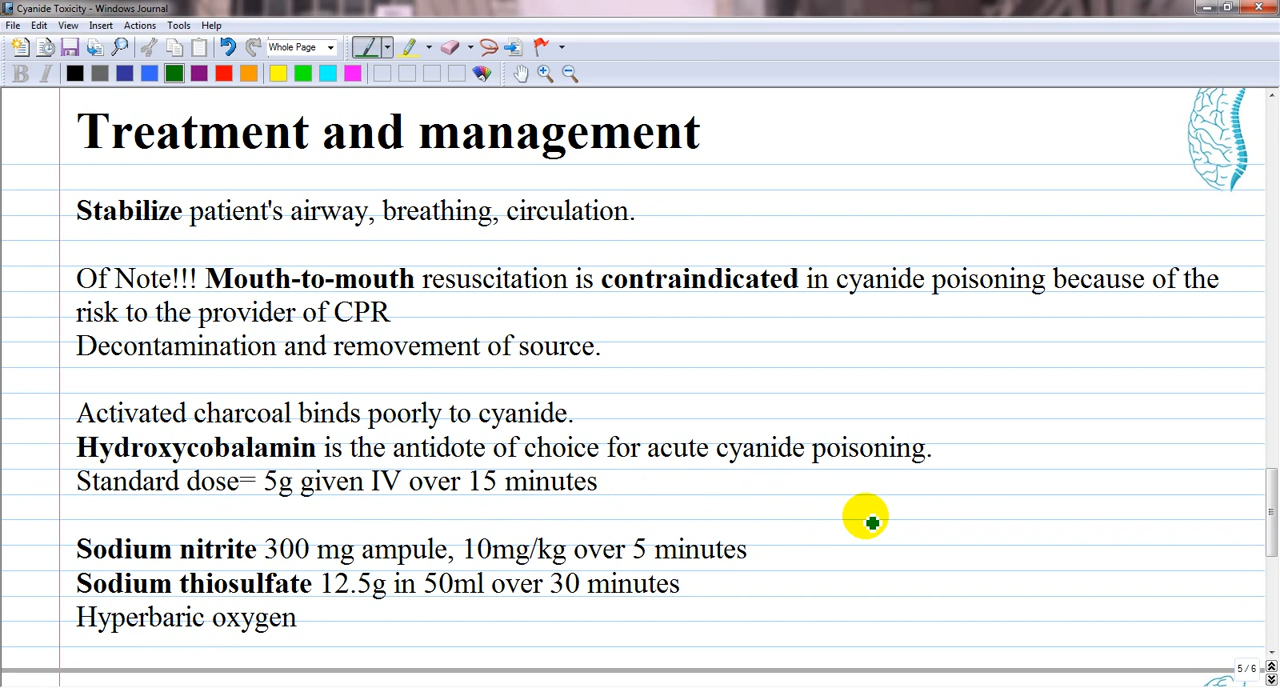 Cyanide Toxicity - Windows Journal
File Edit View Insert Actions Tools Help
Whole Page
B I
Treatment and management
Stabilize patient's airway, breathing, circulation.
Of Note!!! Mouth-to-mouth resuscitation is contraindicated in cyanide poisoning because of the
risk to the provider of CPR
Decontamination and removement of source.
Activated charcoal binds poorly to cyanide.
Hydroxycobalamin is the antidote of choice for acute cyanide poisoning.
Standard dose= 5g given IV over 15 minutes
Sodium nitrite 300 mg ampule, 10mg/kg over 5 minutes
Sodium thiosulfate 12.5g in 50ml over 30 minutes
Hyperbaric oxygen
5 / 6